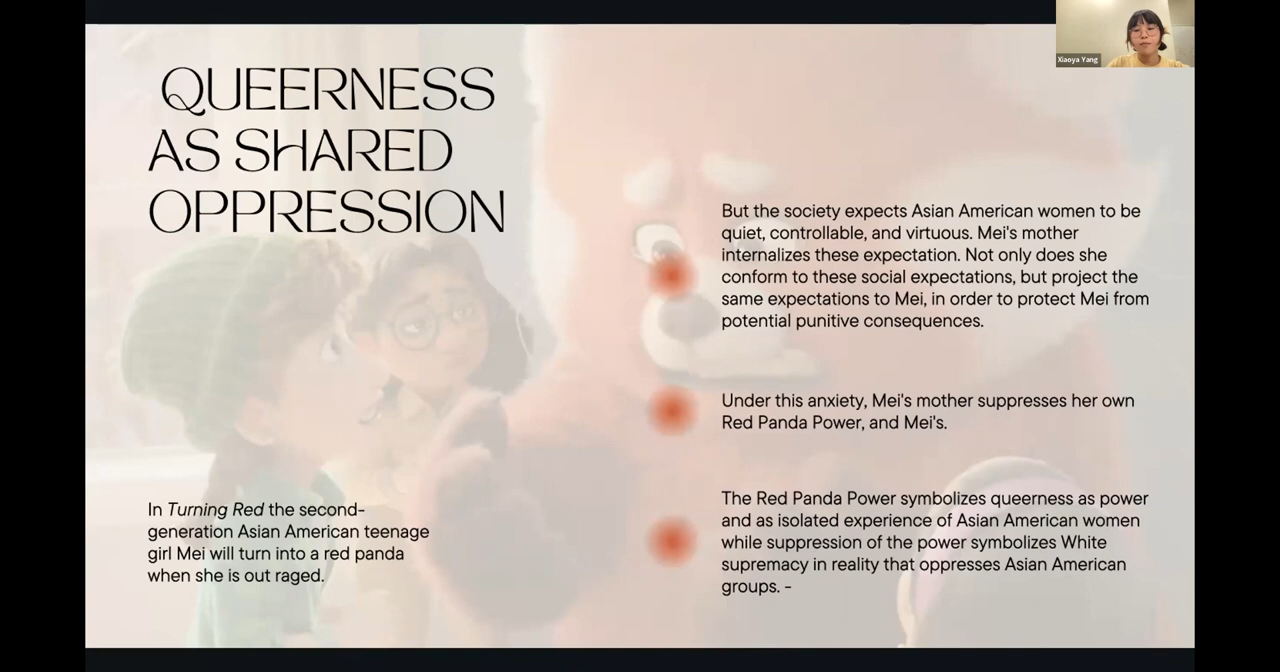 Xiaoya Yang
QUEERNESS
AS SHARED
OPPRESSION
In Turning Red the second-
generation Asian American teenage
girl Mei will turn into a red panda
when she is out raged.
But the society expects Asian American women to be
quiet, controllable, and virtuous. Mei's mother
internalizes these expectation. Not only does she
conform to these social expectations, but project the
same expectations to Mei, in order to protect Mei from
potential punitive consequences.
Under this anxiety, Mei's mother suppresses her own
Red Panda Power, and Mei's.
The Red Panda Power symbolizes queerness as power
and as isolated experience of Asian American women
while suppression of the power symbolizes White
supremacy in reality that oppresses Asian American
groups. -